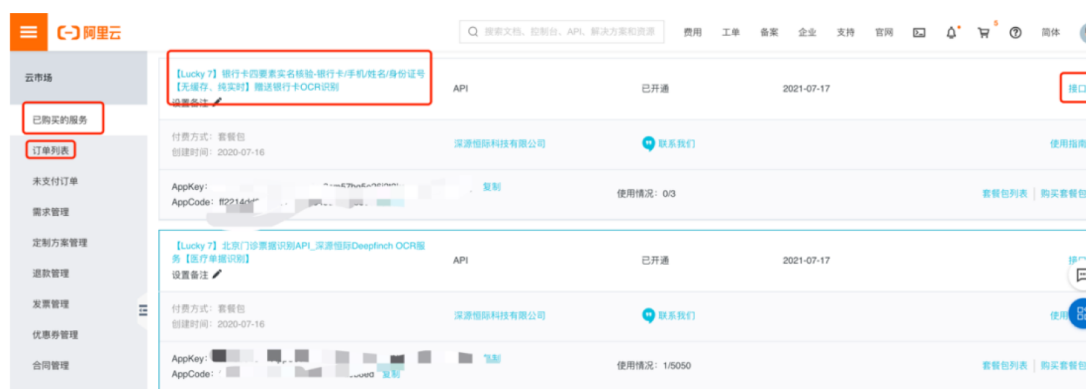 阿里云
搜索文档、控制台、API、解决方案和资源
费用 工单 备案 企业 支持 官网 5 简体
云市场
已购买的服务
订单列表
未支付订单
需求管理
定制方案管理
退款管理
发票管理
优惠券管理
合同管理
【Lucky 7】银行卡四要素实名核验-银行卡/手机/姓名/身份证号
【无缓存、纯实时】赠送银行卡OCR识别
设置备注
API 已开通 2021-07-17 接口
付费方式：套餐包
创建时间：2020-07-16
深源恒际科技有限公司 联系我们 使用指南
AppKey: 复制
AppCode:
使用情况：0/3 套餐包列表 购买套餐包
【Lucky 7】北京门诊票据识别API_深源恒际Deepfinch OCR服
务【医疗单据识别】
设置备注
API 已开通 2021-07-17
付费方式：套餐包
创建时间：2020-07-16
深源恒际科技有限公司 联系我们 使用
AppKey:
AppCode: 复制
使用情况：1/5050 套餐包列表 购买套餐包